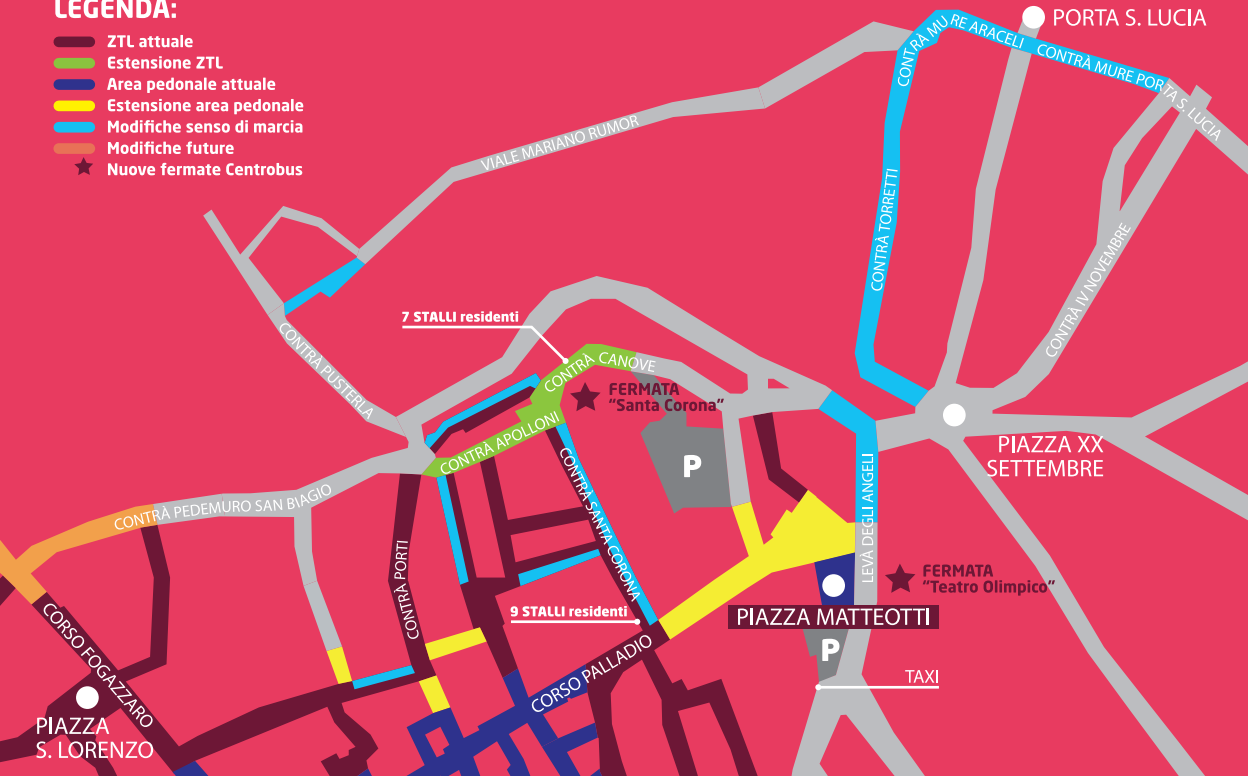 LEGENDA:
ZTL attuale
Estensione ZTL
Area pedonale attuale
Estensione area pedonale
Modifiche senso di marcia
Modifiche future
Nuove fermate Centrobus
PORTA S. LUCIA
CONTRÀ MURE ARACELI
CONTRÀ MURE PORTA S. LUCIA
VIALE MARIANO RUMOR
CONTRÀ TORRETTI
CONTRÀ IV NOVEMBRE
7 STALLI residenti
CONTRÀ PUSTERLA
CONTRÀ CANOVE
FERMATA
"Santa Corona"
CONTRÀ APOLLONI
P
PIAZZA XX
SETTEMBRE
CONTRÀ SANTA CORONA
LEVÀ DEGLI ANGELI
CONTRÀ PEDEMURO SAN BIAGIO
CONTRÀ PORTI
FERMATA
"Teatro Olimpico"
9 STALLI residenti
PIAZZA MATTEOTTI
CORSO FOGAZZARO
CORSO PALLADIO
P
TAXI
PIAZZA
S. LORENZO